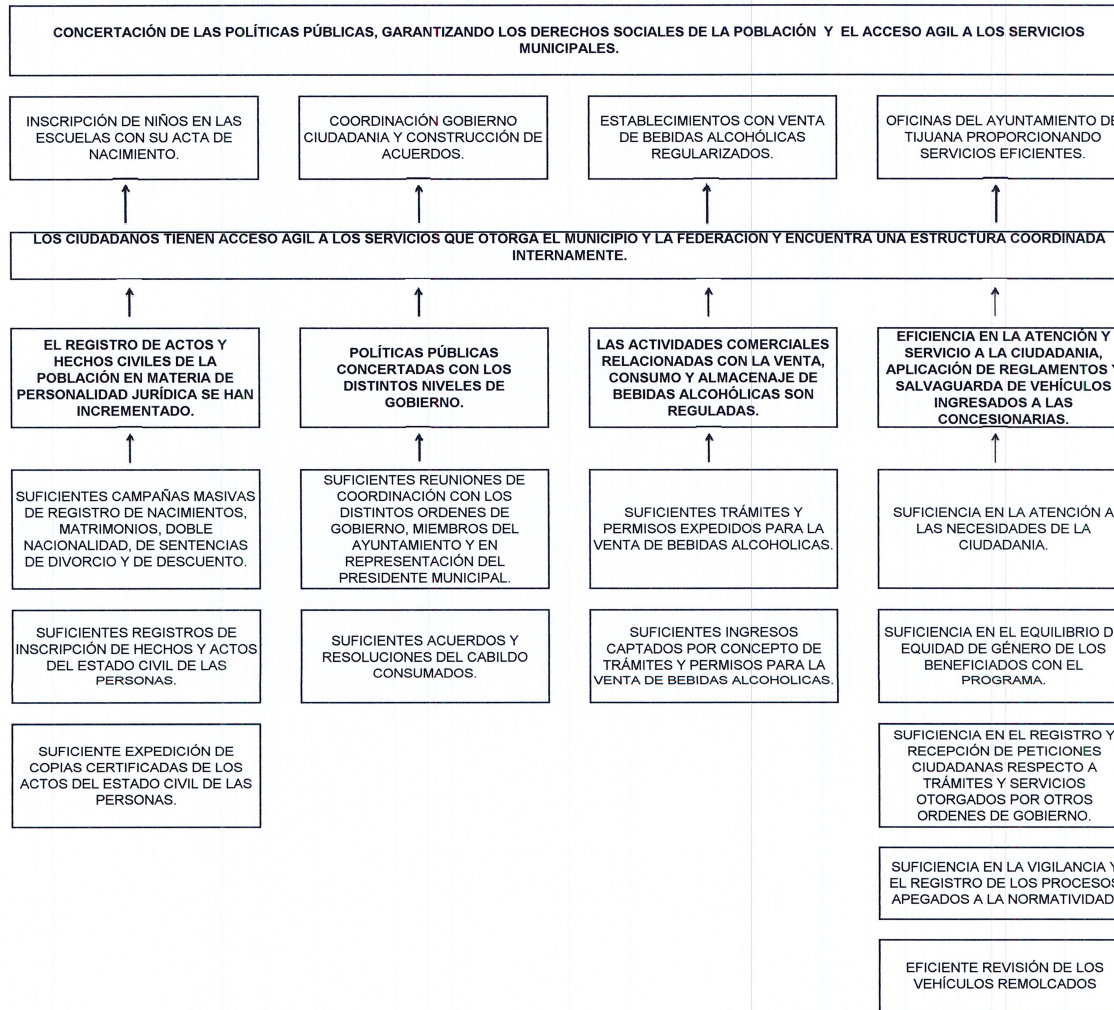 CONCERTACIÓN DE LAS POLÍTICAS PÚBLICAS, GARANTIZANDO LOS DERECHOS SOCIALES DE LA POBLACIÓN Y EL ACCESO AGIL A LOS SERVICIOS
MUNICIPALES.
INSCRIPCIÓN DE NIÑOS EN LAS
ESCUELAS CON SU ACTA DE
NACIMIENTO.
COORDINACIÓN GOBIERNO
CIUDADANIA Y CONSTRUCCIÓN DE
ACUERDOS.
ESTABLECIMIENTOS CON VENTA
DE BEBIDAS ALCOHÓLICAS
REGULARIZADOS.
OFICINAS DEL AYUNTAMIENTO DE
TIJUANA PROPORCIONANDO
SERVICIOS EFICIENTES.
LOS CIUDADANOS TIENEN ACCESO AGIL A LOS SERVICIOS QUE OTORGA EL MUNICIPIO Y LA FEDERACION Y ENCUENTRA UNA ESTRUCTURA COORDINADA
INTERNAMENTE.
EL REGISTRO DE ACTOS Y
HECHOS CIVILES DE LA
POBLACIÓN EN MATERIA DE
PERSONALIDAD JURÍDICA SE HAN
INCREMENTADO.
POLÍTICAS PÚBLICAS
CONCERTADAS CON LOS
DISTINTOS NIVELES DE
GOBIERNO.
LAS ACTIVIDADES COMERCIALES
RELACIONADAS CON LA VENTA,
CONSUMO Y ALMACENAJE DE
BEBIDAS ALCOHÓLICAS SON
REGULADAS.
EFICIENCIA EN LA ATENCIÓN Y
SERVICIO A LA CIUDADANIA,
APLICACIÓN DE REGLAMENTOS Y
SALVAGUARDA DE VEHÍCULOS
INGRESADOS A LAS
CONCESIONARIAS.
SUFICIENTES CAMPAÑAS MASIVAS
DE REGISTRO DE NACIMIENTOS,
MATRIMONIOS, DOBLE
NACIONALIDAD, DE SENTENCIAS
DE DIVORCIO Y DE DESCUENTO.
SUFICIENTES REUNIONES DE
COORDINACIÓN CON LOS
DISTINTOS ORDENES DE
GOBIERNO, MIEMBROS DEL
AYUNTAMIENTO Y EN
REPRESENTACIÓN DEL
PRESIDENTE MUNICIPAL.
SUFICIENTES TRÁMITES Y
PERMISOS EXPEDIDOS PARA LA
VENTA DE BEBIDAS ALCOHOLICAS.
SUFICIENCIA EN LA ATENCIÓN A
LAS NECESIDADES DE LA
CIUDADANIA.
SUFICIENTES REGISTROS DE
INSCRIPCIÓN DE HECHOS Y ACTOS
DEL ESTADO CIVIL DE LAS
PERSONAS.
SUFICIENTES ACUERDOS Y
RESOLUCIONES DEL CABILDO
CONSUMADOS.
SUFICIENTES INGRESOS
CAPTADOS POR CONCEPTO DE
TRÁMITES Y PERMISOS PARA LA
VENTA DE BEBIDAS ALCOHOLICAS.
SUFICIENCIA EN EL EQUILIBRIO D
EQUIDAD DE GÉNERO DE LOS
BENEFICIADOS CON EL
PROGRAMA.
SUFICIENTE EXPEDICIÓN DE
COPIAS CERTIFICADAS DE LOS
ACTOS DEL ESTADO CIVIL DE LAS
PERSONAS.
SUFICIENCIA EN EL REGISTRO Y
RECEPCIÓN DE PETICIONES
CIUDADANAS RESPECTO A
TRÁMITES Y SERVICIOS
OTORGADOS POR OTROS
ORDENES DE GOBIERNO.
SUFICIENCIA EN LA VIGILANCIA Y
EL REGISTRO DE LOS PROCESOS
APEGADOS A LA NORMATIVIDAD
EFICIENTE REVISIÓN DE LOS
VEHÍCULOS REMOLCADOS